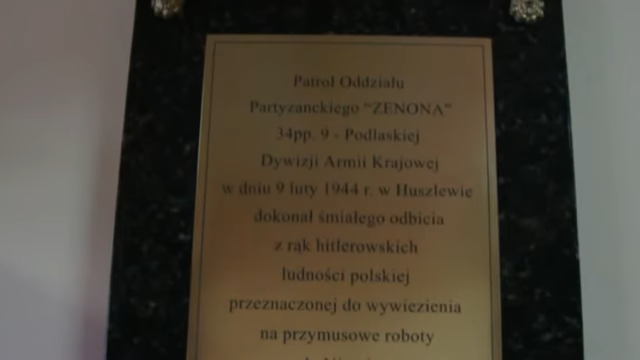 Patrol Oddziału
Partyzanckiego "ZENONA"
34pp. 9 - Podlaskiej
Dywizji Armii Krajowej
w dniu 9 luty 1944 r. w Huszlewie
dokonał śmiałego odbicia
z rąk hitlerowskich
ludności polskiej
przeznaczonej do wywiezienia
na przymusowe roboty